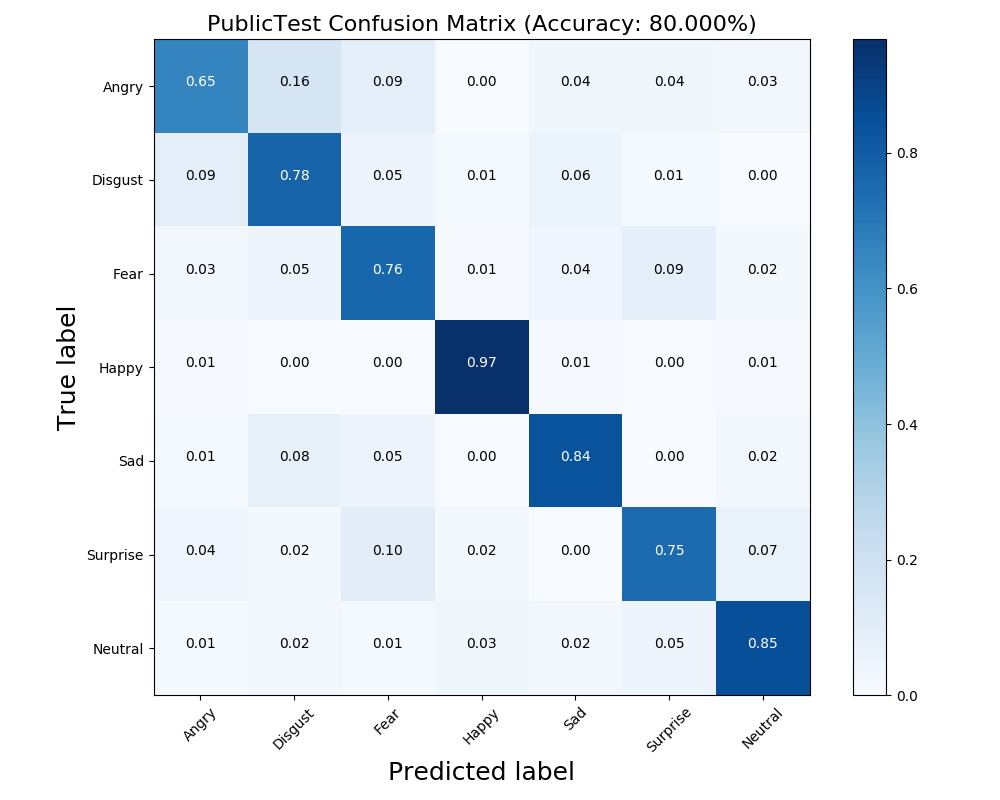 PublicTest Confusion Matrix (Accuracy: 80.000%)
Angry 0.65 0.16 0.09 0.00 0.04 0.04 0.03
Disgust 0.09 0.78 0.05 0.01 0.06 0.01 0.00
Fear 0.03 0.05 0.76 0.01 0.04 0.09 0.02
Happy 0.01 0.00 0.00 0.97 0.01 0.00 0.01
Sad 0.01 0.08 0.05 0.00 0.84 0.00 0.02
Surprise 0.04 0.02 0.10 0.02 0.00 0.75 0.07
Neutral 0.01 0.02 0.01 0.03 0.02 0.05 0.85
True label
Angry Disgust Fear Happy Sad Surprise Neutral
Predicted label
0.8
0.6
0.4
0.2
0.0